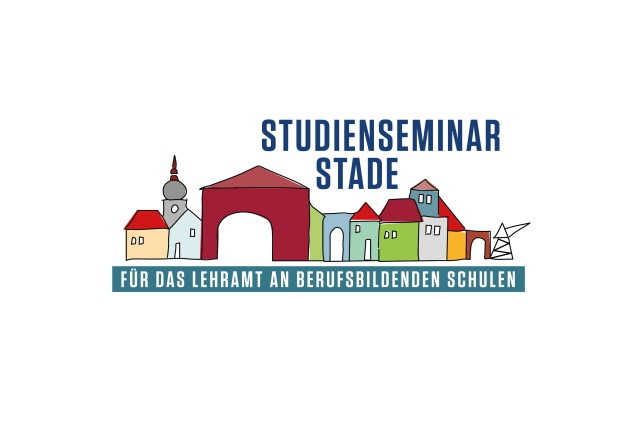 STUDIENSEMINAR
STADE
FÜR DAS LEHRAMT AN BERUFSBILDENDEN SCHULEN